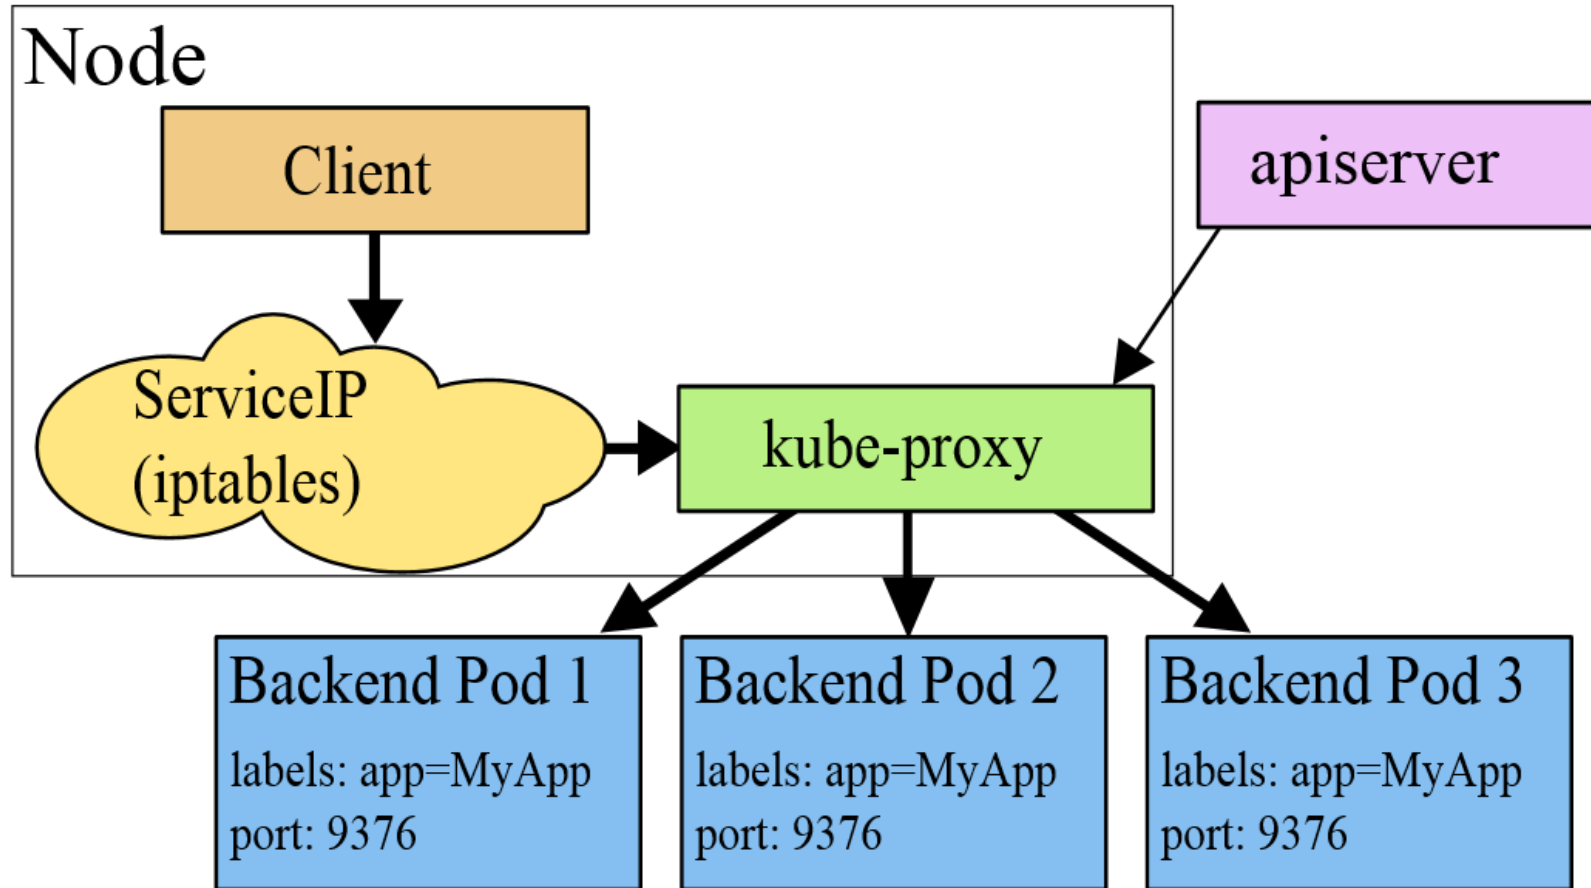 Node
Client
apiserver
ServiceIP
(iptables)
kube-proxy
Backend Pod 1
labels: app=MyApp
port: 9376
Backend Pod 2
labels: app=MyApp
port: 9376
Backend Pod 3
labels: app=MyApp
port: 9376